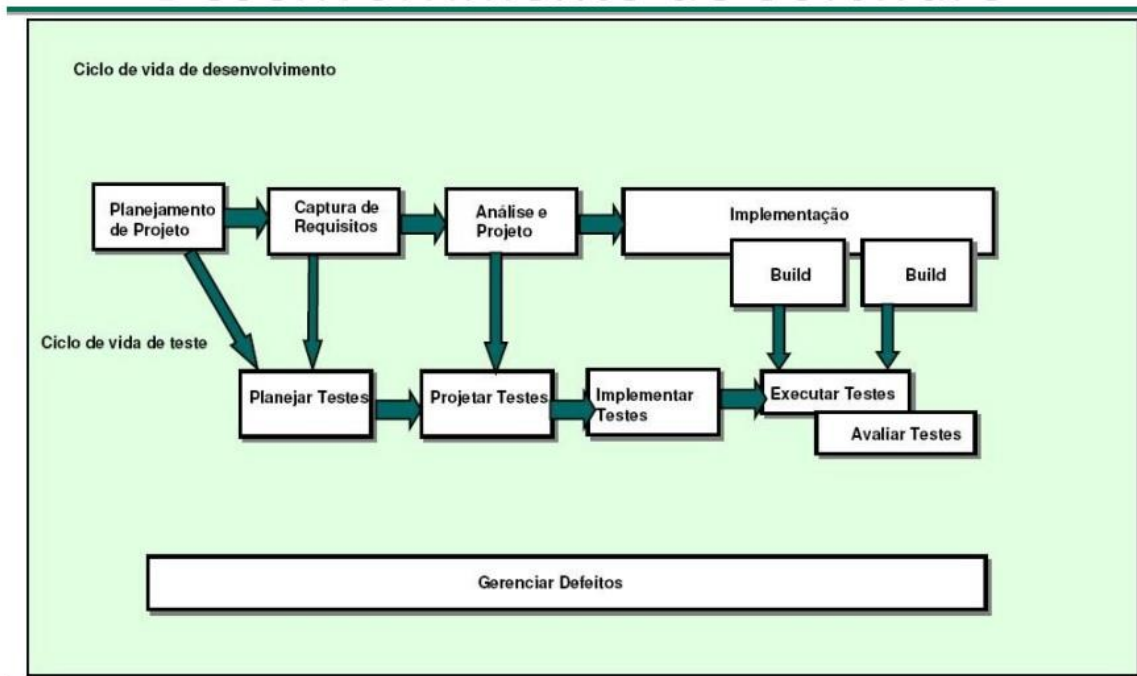 Ciclo de vida de desenvolvimento
Planejamento
de Projeto
Captura de
Requisitos
Análise e
Projeto
Implementação
Build
Build
Ciclo de vida de teste
Planejar Testes
Projetar Testes
Implementar
Testes
Executar Testes
Avaliar Testes
Gerenciar Defeitos